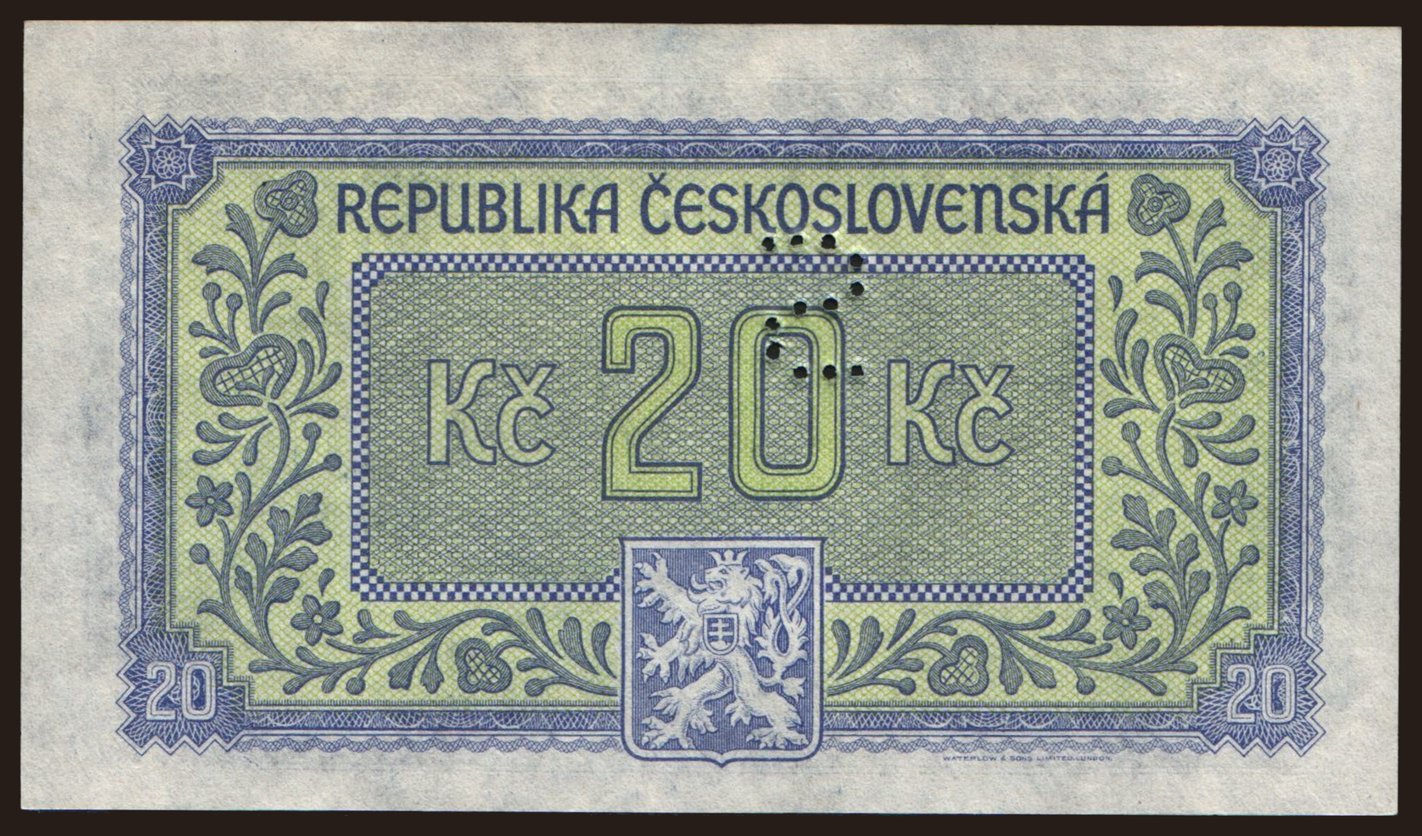 REPUBLIKA ČESKOSLOVENSKÁ
Kč 20 Kč
20 20
WATERLOW & SONS LIMITED, LONDON.